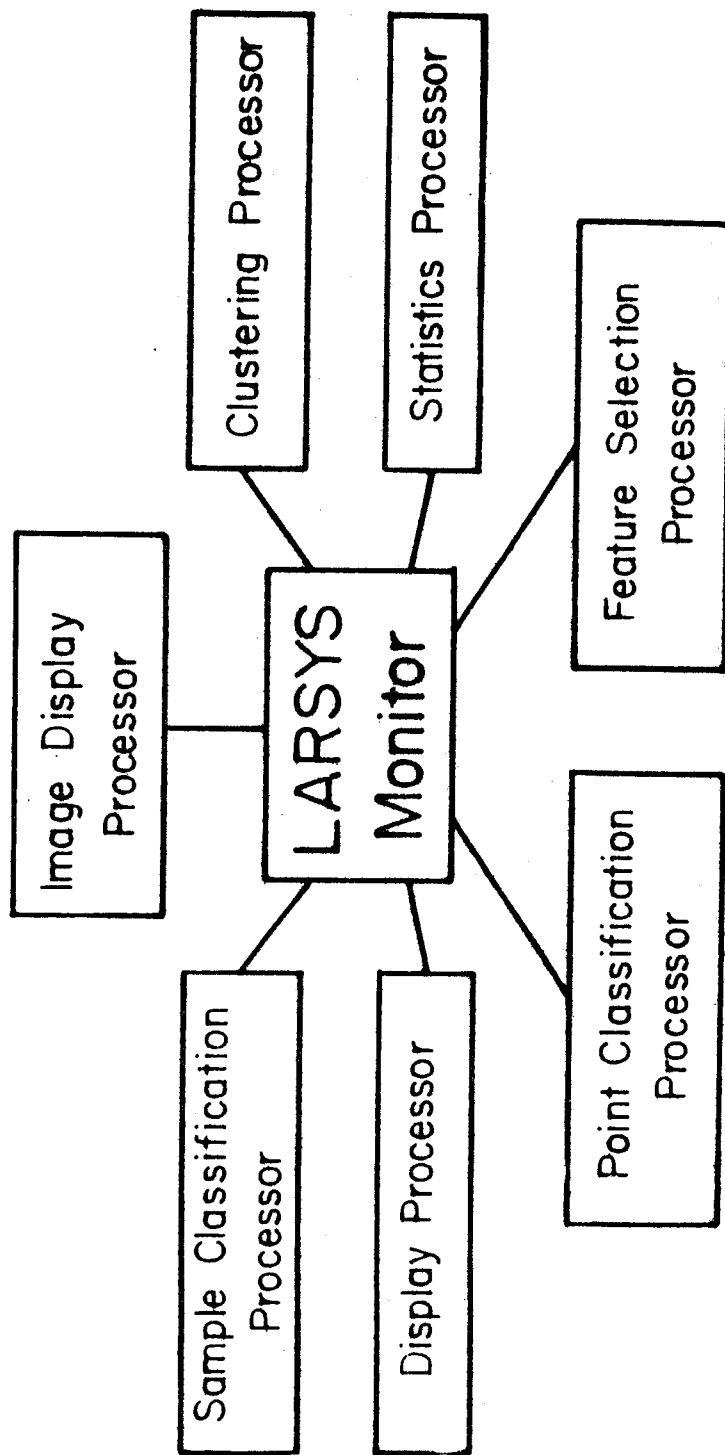 Image Display
Processor
Sample Classification
Processor
Clustering Processor
LARSYS
Monitor
Display Processor
Statistics Processor
Point Classification
Processor
Feature Selection
Processor